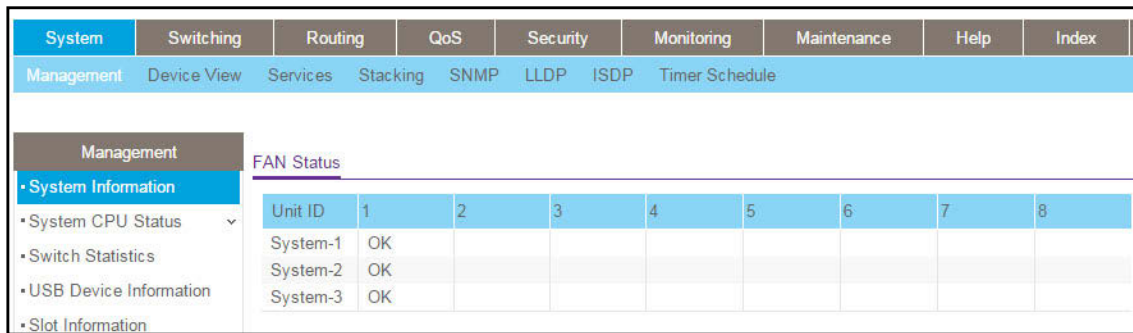 System Switching Routing QoS Security Monitoring Maintenance Help Index
Management Device View Services Stacking SNMP LLDP ISDP Timer Schedule
Management
System Information
System CPU Status
Switch Statistics
USB Device Information
Slot Information
FAN Status
Unit ID 1 2 3 4 5 6 7 8
System-1 OK
System-2 OK
System-3 OK